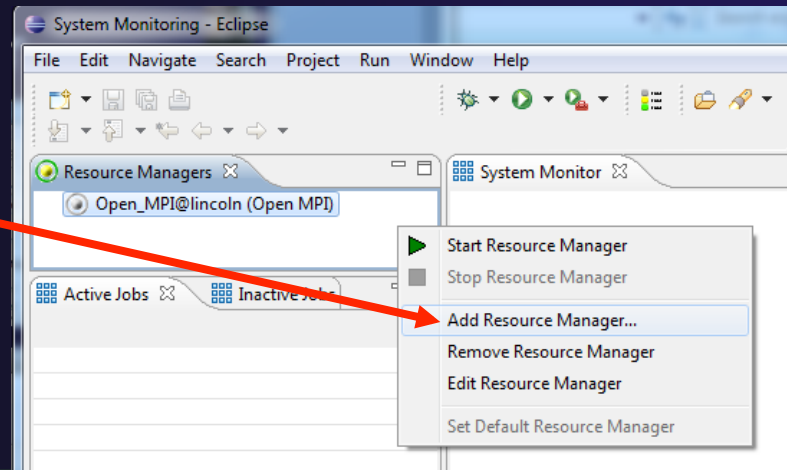 System Monitoring - Eclipse
File Edit Navigate Search Project Run Window Help
Resource Managers
System Monitor
Open_MPI@lincoln (Open MPI)
Start Resource Manager
Stop Resource Manager
Active Jobs
Inactive Jobs
Add Resource Manager...
Remove Resource Manager
Edit Resource Manager
Set Default Resource Manager